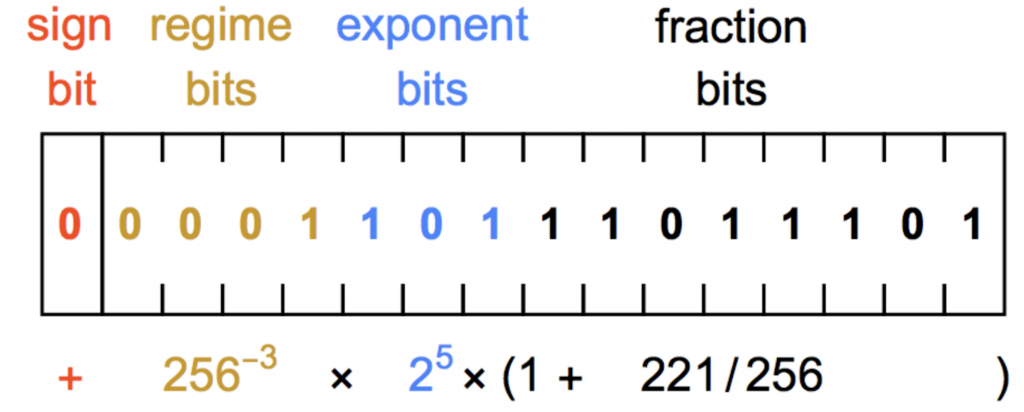 sign regime exponent fraction
bit bits bits bits
0 0 0 0 1 1 0 1 1 1 0 1 1 1 0 1
+ 256⁻³ × 2⁵ × (1 + 221/256 )